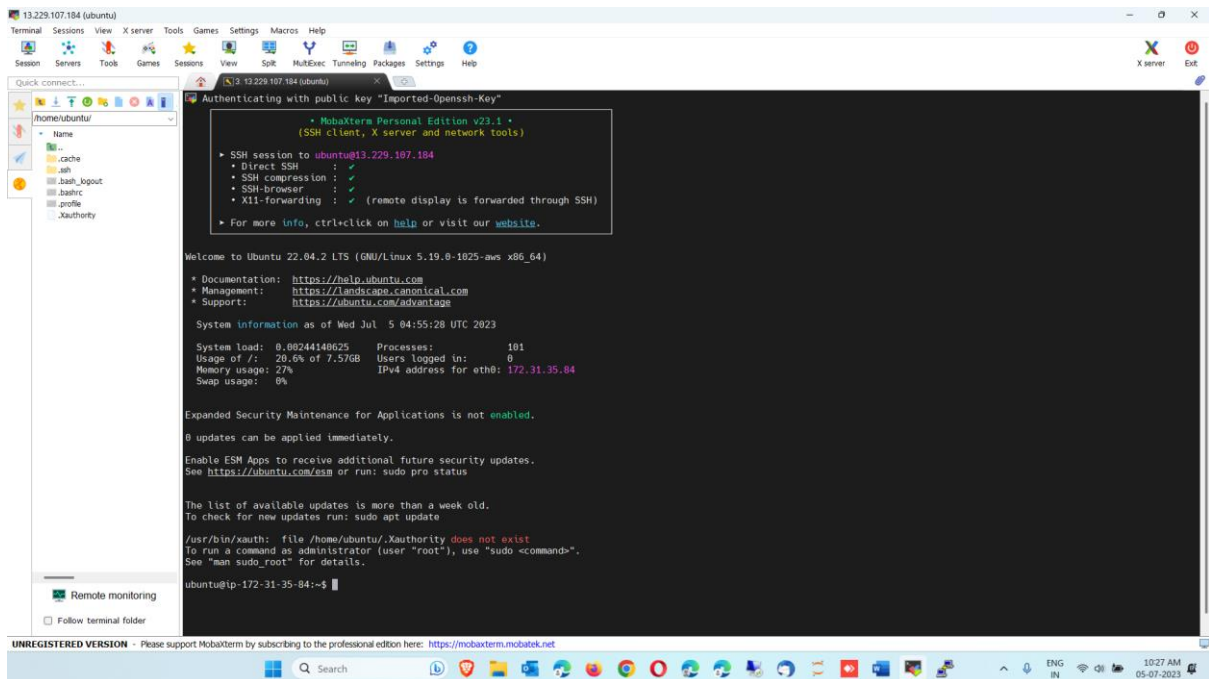 13.229.107.184 (ubuntu)
Terminal Sessions View X server Tools Games Settings Macros Help
Session Servers Tools Games Sessions View Split MultiExec Tunneling Packages Settings Help X server Exit
Quick connect...
3. 13.229.107.184 (ubuntu)
/home/ubuntu/
Name
..
.cache
.ssh
.bash_logout
.bashrc
.profile
.Xauthority
Remote monitoring
Follow terminal folder
Authenticating with public key "Imported-Openssh-Key"
• MobaXterm Personal Edition v23.1 •
(SSH client, X server and network tools)
► SSH session to ubuntu@13.229.107.184
• Direct SSH : ✔
• SSH compression : ✔
• SSH-browser : ✔
• X11-forwarding : ✔ (remote display is forwarded through SSH)
► For more info, ctrl+click on help or visit our website.
Welcome to Ubuntu 22.04.2 LTS (GNU/Linux 5.19.0-1025-aws x86_64)
* Documentation: https://help.ubuntu.com
* Management: https://landscape.canonical.com
* Support: https://ubuntu.com/advantage
System information as of Wed Jul 5 04:55:28 UTC 2023
System load: 0.00244140625 Processes: 101
Usage of /: 20.6% of 7.57GB Users logged in: 0
Memory usage: 27% IPv4 address for eth0: 172.31.35.84
Swap usage: 0%
Expanded Security Maintenance for Applications is not enabled.
0 updates can be applied immediately.
Enable ESM Apps to receive additional future security updates.
See https://ubuntu.com/esm or run: sudo pro status
The list of available updates is more than a week old.
To check for new updates run: sudo apt update
/usr/bin/xauth: file /home/ubuntu/.Xauthority does not exist
To run a command as administrator (user "root"), use "sudo <command>".
See "man sudo_root" for details.
ubuntu@ip-172-31-35-84:~$
UNREGISTERED VERSION - Please support MobaXterm by subscribing to the professional edition here: https://mobaxterm.mobatek.net
Search
ENG
IN
10:27 AM
05-07-2023